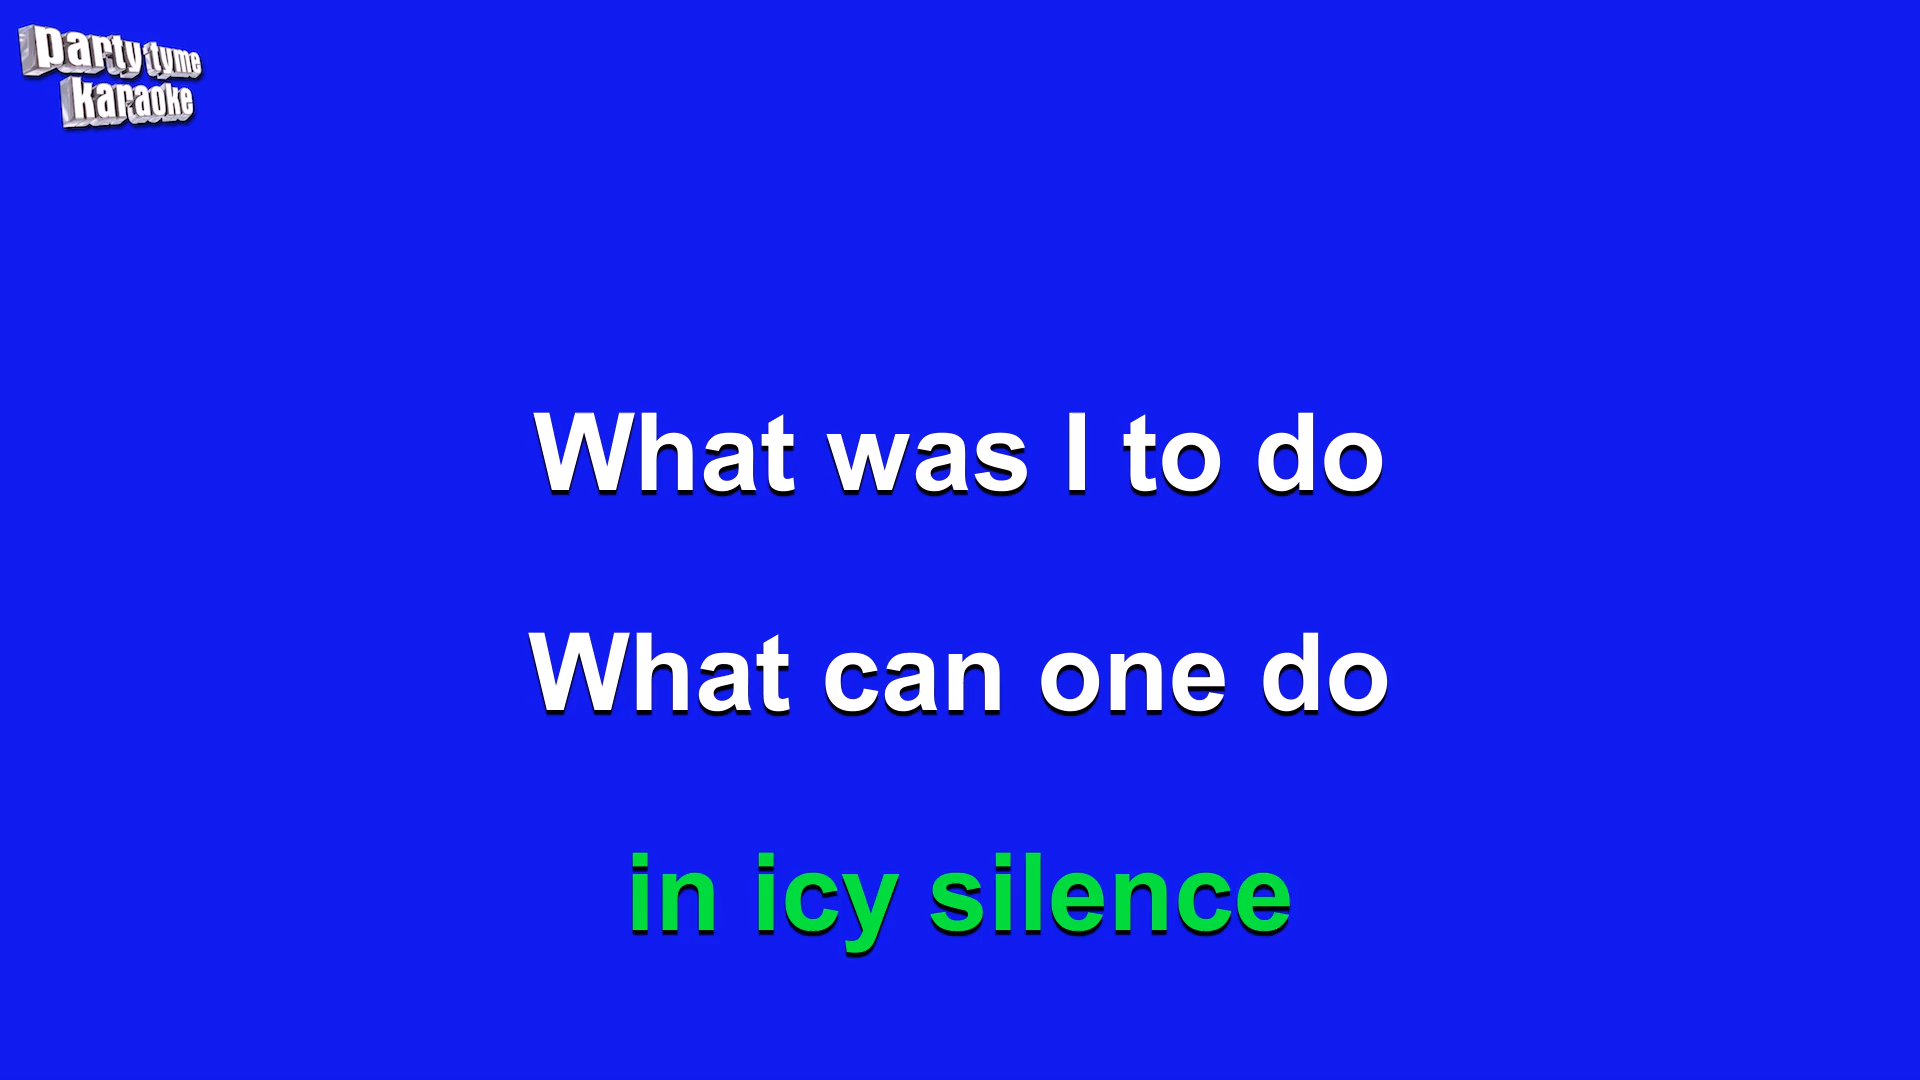 party tyme
karaoke
What was I to do
What can one do
in icy silence